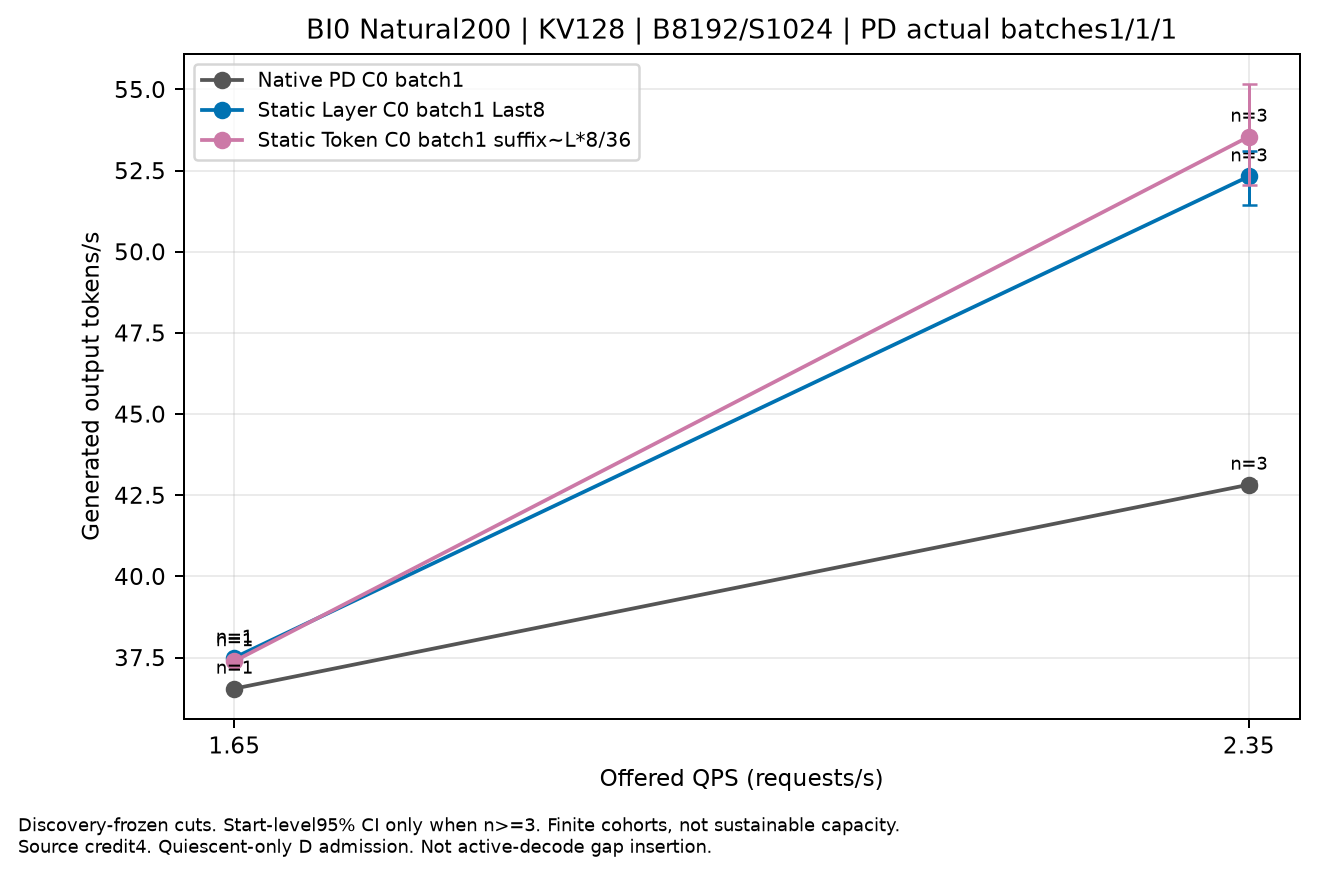 BI0 Natural200 | KV128 | B8192/S1024 | PD actual batches1/1/1
Native PD C0 batch1
Static Layer C0 batch1 Last8
Static Token C0 batch1 suffix~L*8/36
Generated output tokens/s
55.0
52.5
50.0
47.5
45.0
42.5
40.0
37.5
n=3
n=3
n=3
n=1
n=1
n=1
1.65
2.35
Offered QPS (requests/s)
Discovery-frozen cuts. Start-level95% CI only when n>=3. Finite cohorts, not sustainable capacity.
Source credit4. Quiescent-only D admission. Not active-decode gap insertion.